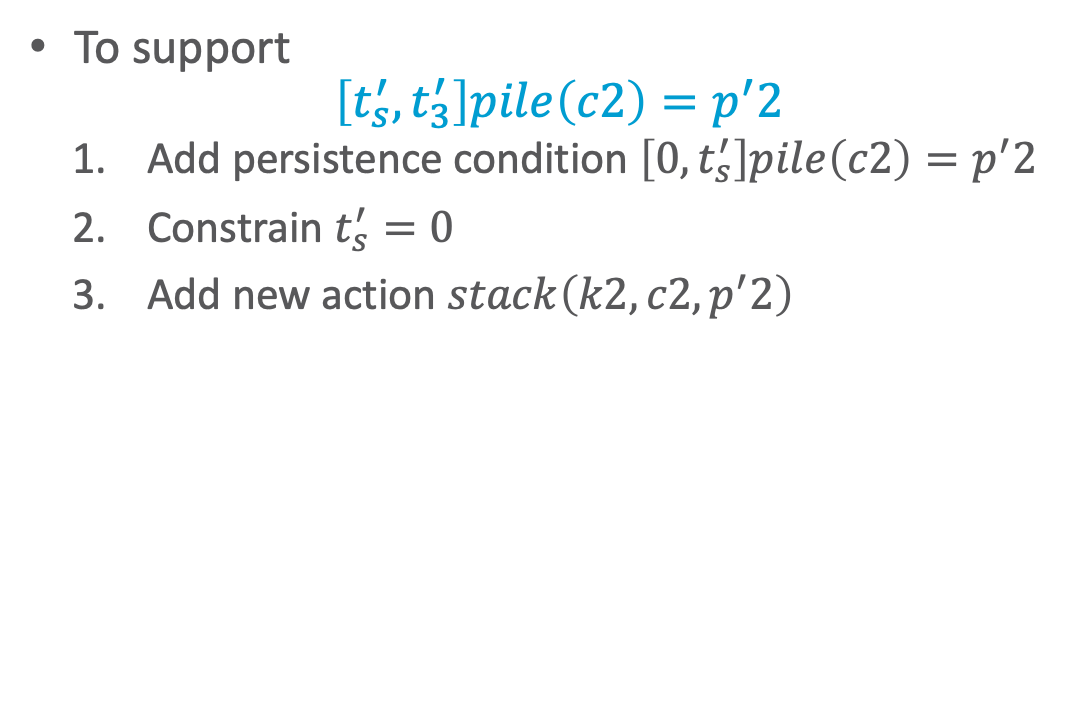 • To support
[t′ₛ, t′₃]pile(c2) = p′2
1. Add persistence condition [0, t′ₛ]pile(c2) = p′2
2. Constrain t′ₛ = 0
3. Add new action stack(k2, c2, p′2)